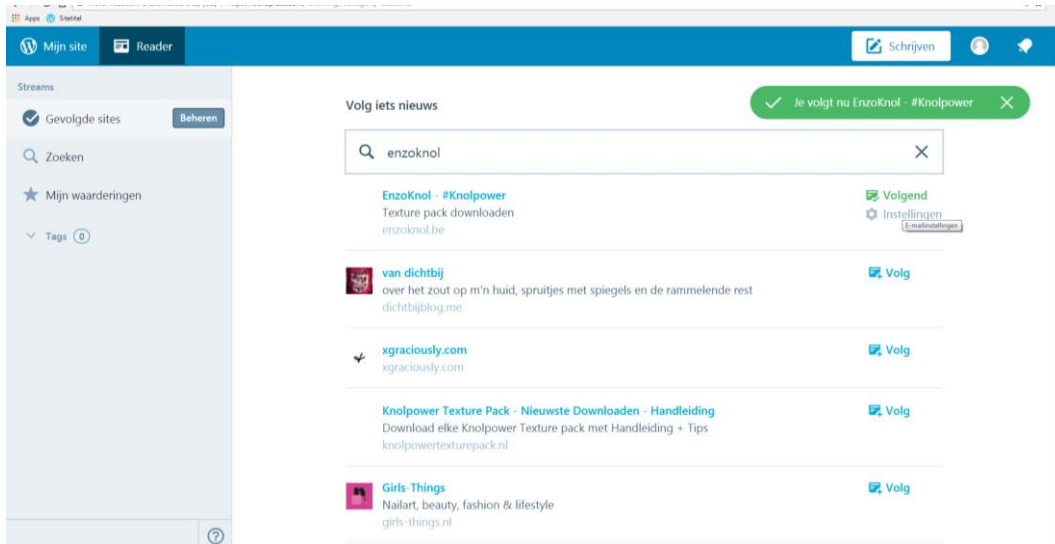 Apps Sitetitel
Mijn site Reader Schrijven
Streams
Gevolgde sites Beheren
Zoeken
Mijn waarderingen
Tags 0
Volg iets nieuws
Je volgt nu EnzoKnol - #Knolpower
enzoknol
EnzoKnol - #Knolpower
Texture pack downloaden
enzoknol.be
Volgend
Instellingen
E-mailinstellingen
van dichtbij
over het zout op m'n huid, spruitjes met spiegels en de rammelende rest
dichtbijblog.me
Volg
xgraciously.com
xgraciously.com
Volg
Knolpower Texture Pack - Nieuwste Downloaden - Handleiding
Download elke Knolpower Texture pack met Handleiding + Tips
knolpowertexturepack.nl
Volg
Girls-Things
Nailart, beauty, fashion & lifestyle
girls-things.nl
Volg